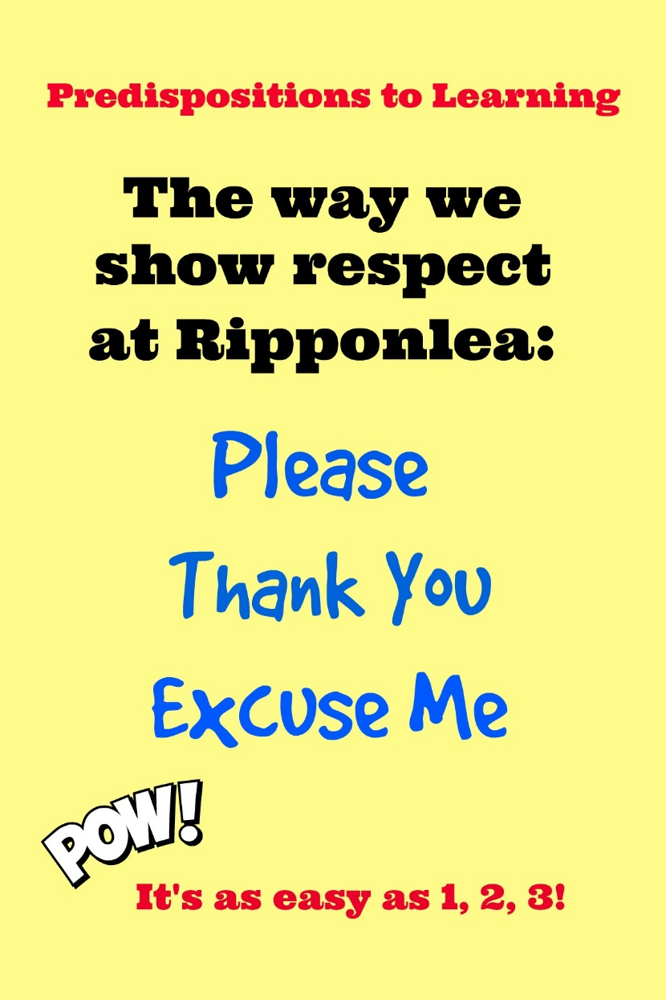 Predispositions to Learning
The way we
show respect
at Ripponlea:
Please
Thank You
Excuse Me
POW!
It's as easy as 1, 2, 3!